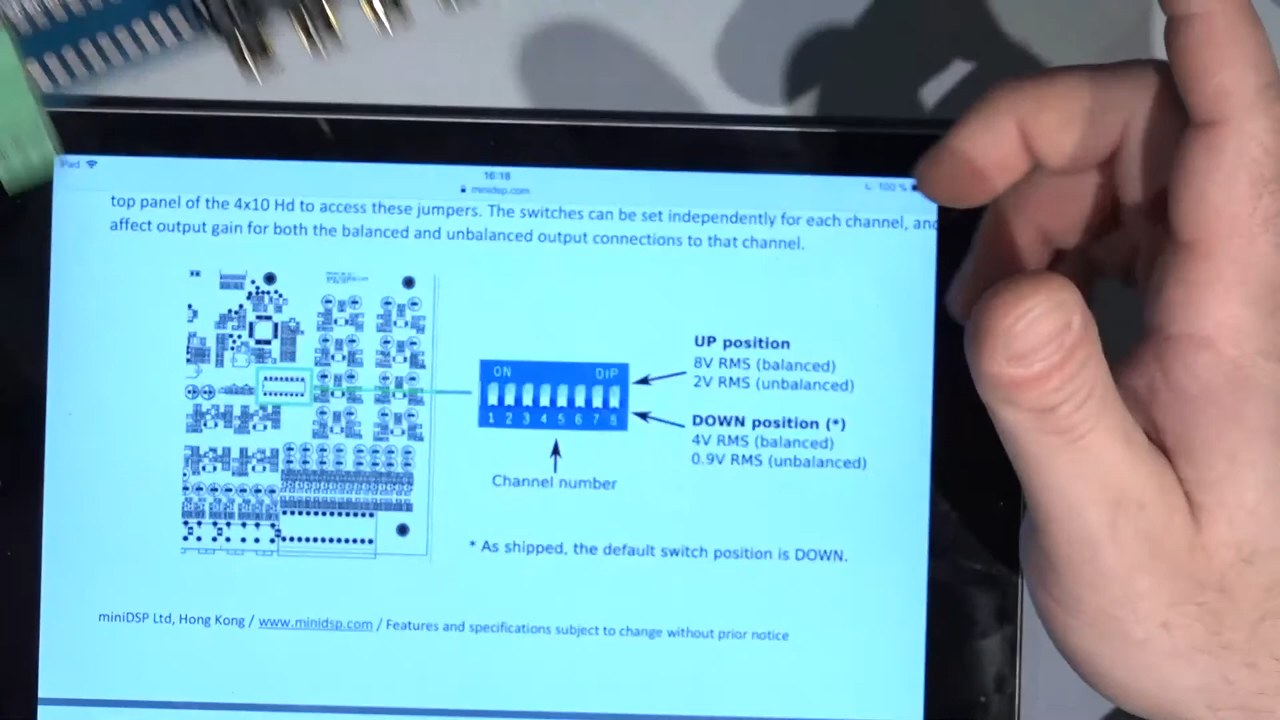 iPad
16:18
minidsp.com
100 %
top panel of the 4x10 Hd to access these jumpers. The switches can be set independently for each channel, and
affect output gain for both the balanced and unbalanced output connections to that channel.
UP position
8V RMS (balanced)
2V RMS (unbalanced)
ON DIP
1 2 3 4 5 6 7 8
DOWN position (*)
4V RMS (balanced)
0.9V RMS (unbalanced)
Channel number
* As shipped, the default switch position is DOWN.
miniDSP Ltd, Hong Kong / www.minidsp.com / Features and specifications subject to change without prior notice